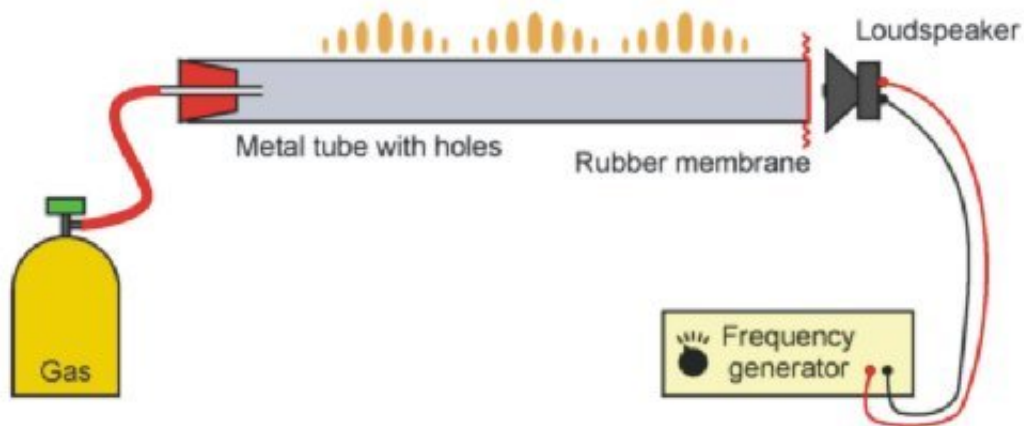 Loudspeaker
Metal tube with holes
Rubber membrane
Gas
Frequency
generator